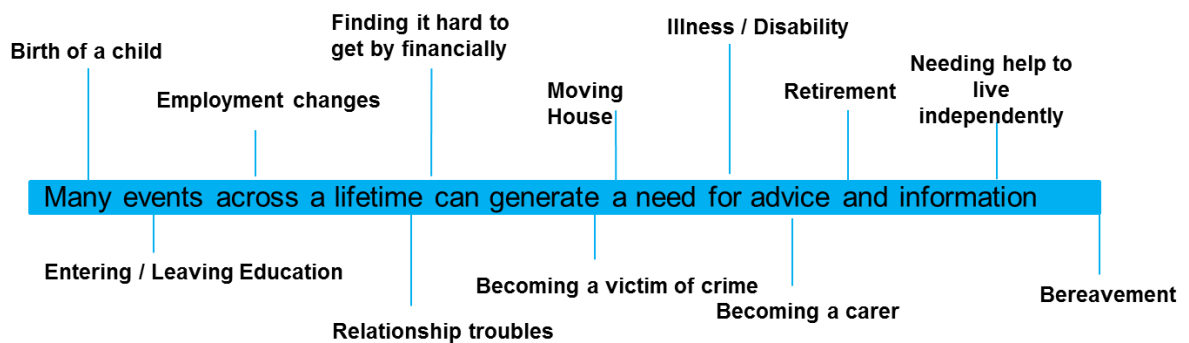 Birth of a child
Employment changes
Finding it hard to
get by financially
Moving
House
Illness / Disability
Retirement
Needing help to
live
independently
Many events across a lifetime can generate a need for advice and information
Entering / Leaving Education
Relationship troubles
Becoming a victim of crime
Becoming a carer
Bereavement